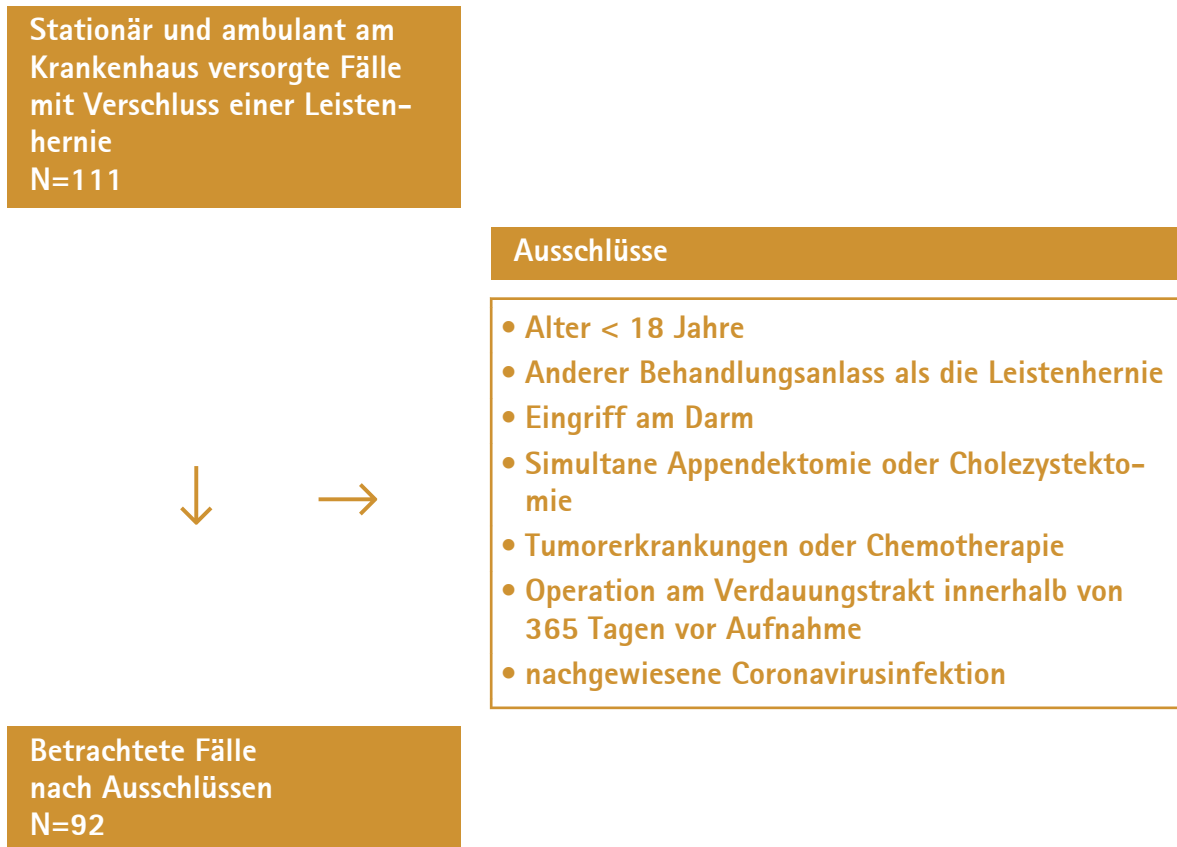 Stationär und ambulant am
Krankenhaus versorgte Fälle
mit Verschluss einer Leisten-
hernie
N=111
Ausschlüsse
• Alter < 18 Jahre
• Anderer Behandlungsanlass als die Leistenhernie
• Eingriff am Darm
• Simultane Appendektomie oder Cholezystekto-
mie
• Tumorerkrankungen oder Chemotherapie
• Operation am Verdauungstrakt innerhalb von
365 Tagen vor Aufnahme
• nachgewiesene Coronavirusinfektion
Betrachtete Fälle
nach Ausschlüssen
N=92